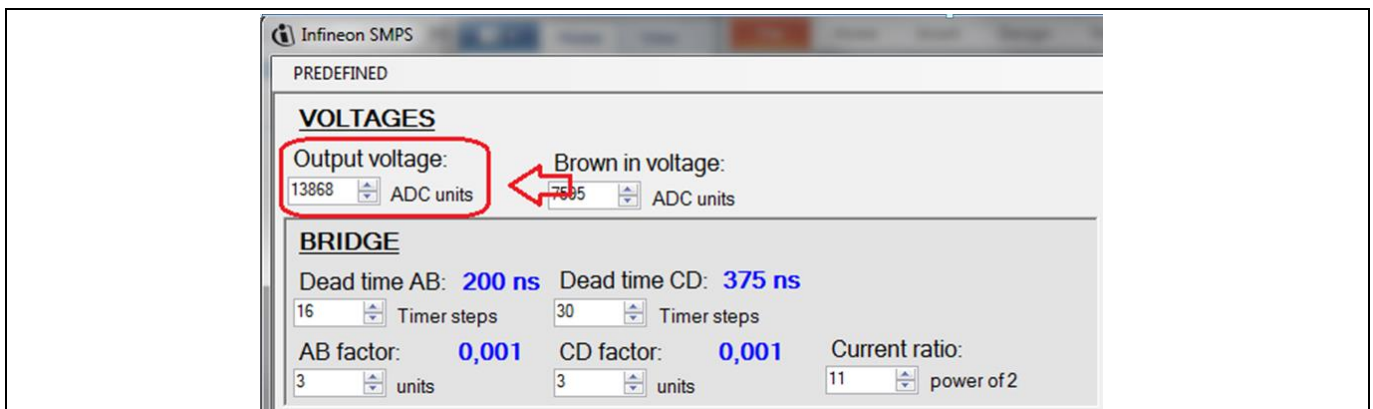 Infineon SMPS
PREDEFINED
VOLTAGES
Output voltage: Brown in voltage:
13868 ADC units ADC units
BRIDGE
Dead time AB: 200 ns Dead time CD: 375 ns
16 Timer steps 30 Timer steps
AB factor: 0,001 CD factor: 0,001 Current ratio:
3 units 3 units 11 power of 2